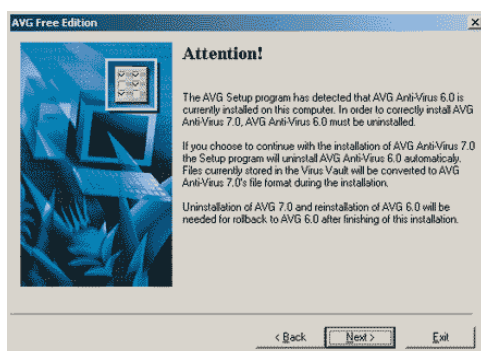 AVG Free Edition
Attention!
The AVG Setup program has detected that AVG Anti-Virus 6.0 is
currently installed on this computer. In order to correctly install AVG
Anti-Virus 7.0, AVG Anti-Virus 6.0 must be uninstalled.
If you choose to continue with the installation of AVG Anti-Virus 7.0
the Setup program will uninstall AVG Anti-Virus 6.0 automaticaly.
Files currently stored in the Virus Vault will be converted to AVG
Anti-Virus 7.0's file format during the installation.
Uninstallation of AVG 7.0 and reinstallation of AVG 6.0 will be
needed for rollback to AVG 6.0 after finishing of this installation.
< Back Next > Exit